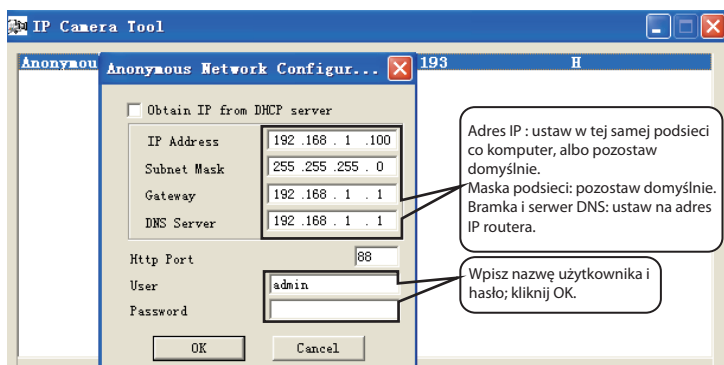 IP Camera Tool
Anonymou 193 H
Anonymous Network Configur...
Obtain IP from DHCP server
IP Address 192 .168 . 1 .100
Subnet Mask 255 .255 .255 . 0
Gateway 192 .168 . 1 . 1
DNS Server 192 .168 . 1 . 1
Http Port 88
User admin
Password
OK Cancel
Adres IP : ustaw w tej samej podsieci
co komputer, albo pozostaw
domyślnie.
Maska podsieci: pozostaw domyślnie.
Bramka i serwer DNS: ustaw na adres
IP routera.
Wpisz nazwę użytkownika i
hasło; kliknij OK.